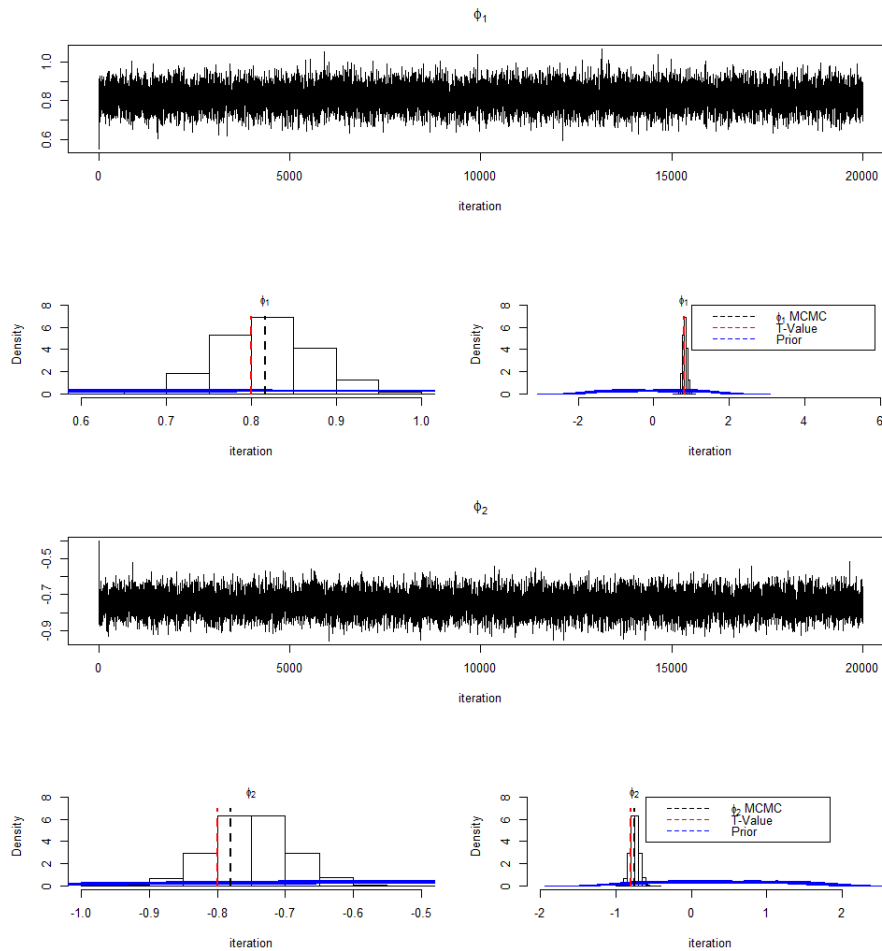 ϕ1
1.0
0.8
0.6
0 5000 10000 15000 20000
iteration
ϕ1
8
6
4
2
0
Density
0.6 0.7 0.8 0.9 1.0
iteration
ϕ1
8
6
4
2
0
Density
ϕ1 MCMC
T-Value
Prior
-2 0 2 4 6
iteration
ϕ2
-0.5
-0.7
-0.9
0 5000 10000 15000 20000
iteration
ϕ2
8
6
4
2
0
Density
-1.0 -0.9 -0.8 -0.7 -0.6 -0.5
iteration
ϕ2
8
6
4
2
0
Density
ϕ2 MCMC
T-Value
Prior
-2 -1 0 1 2
iteration